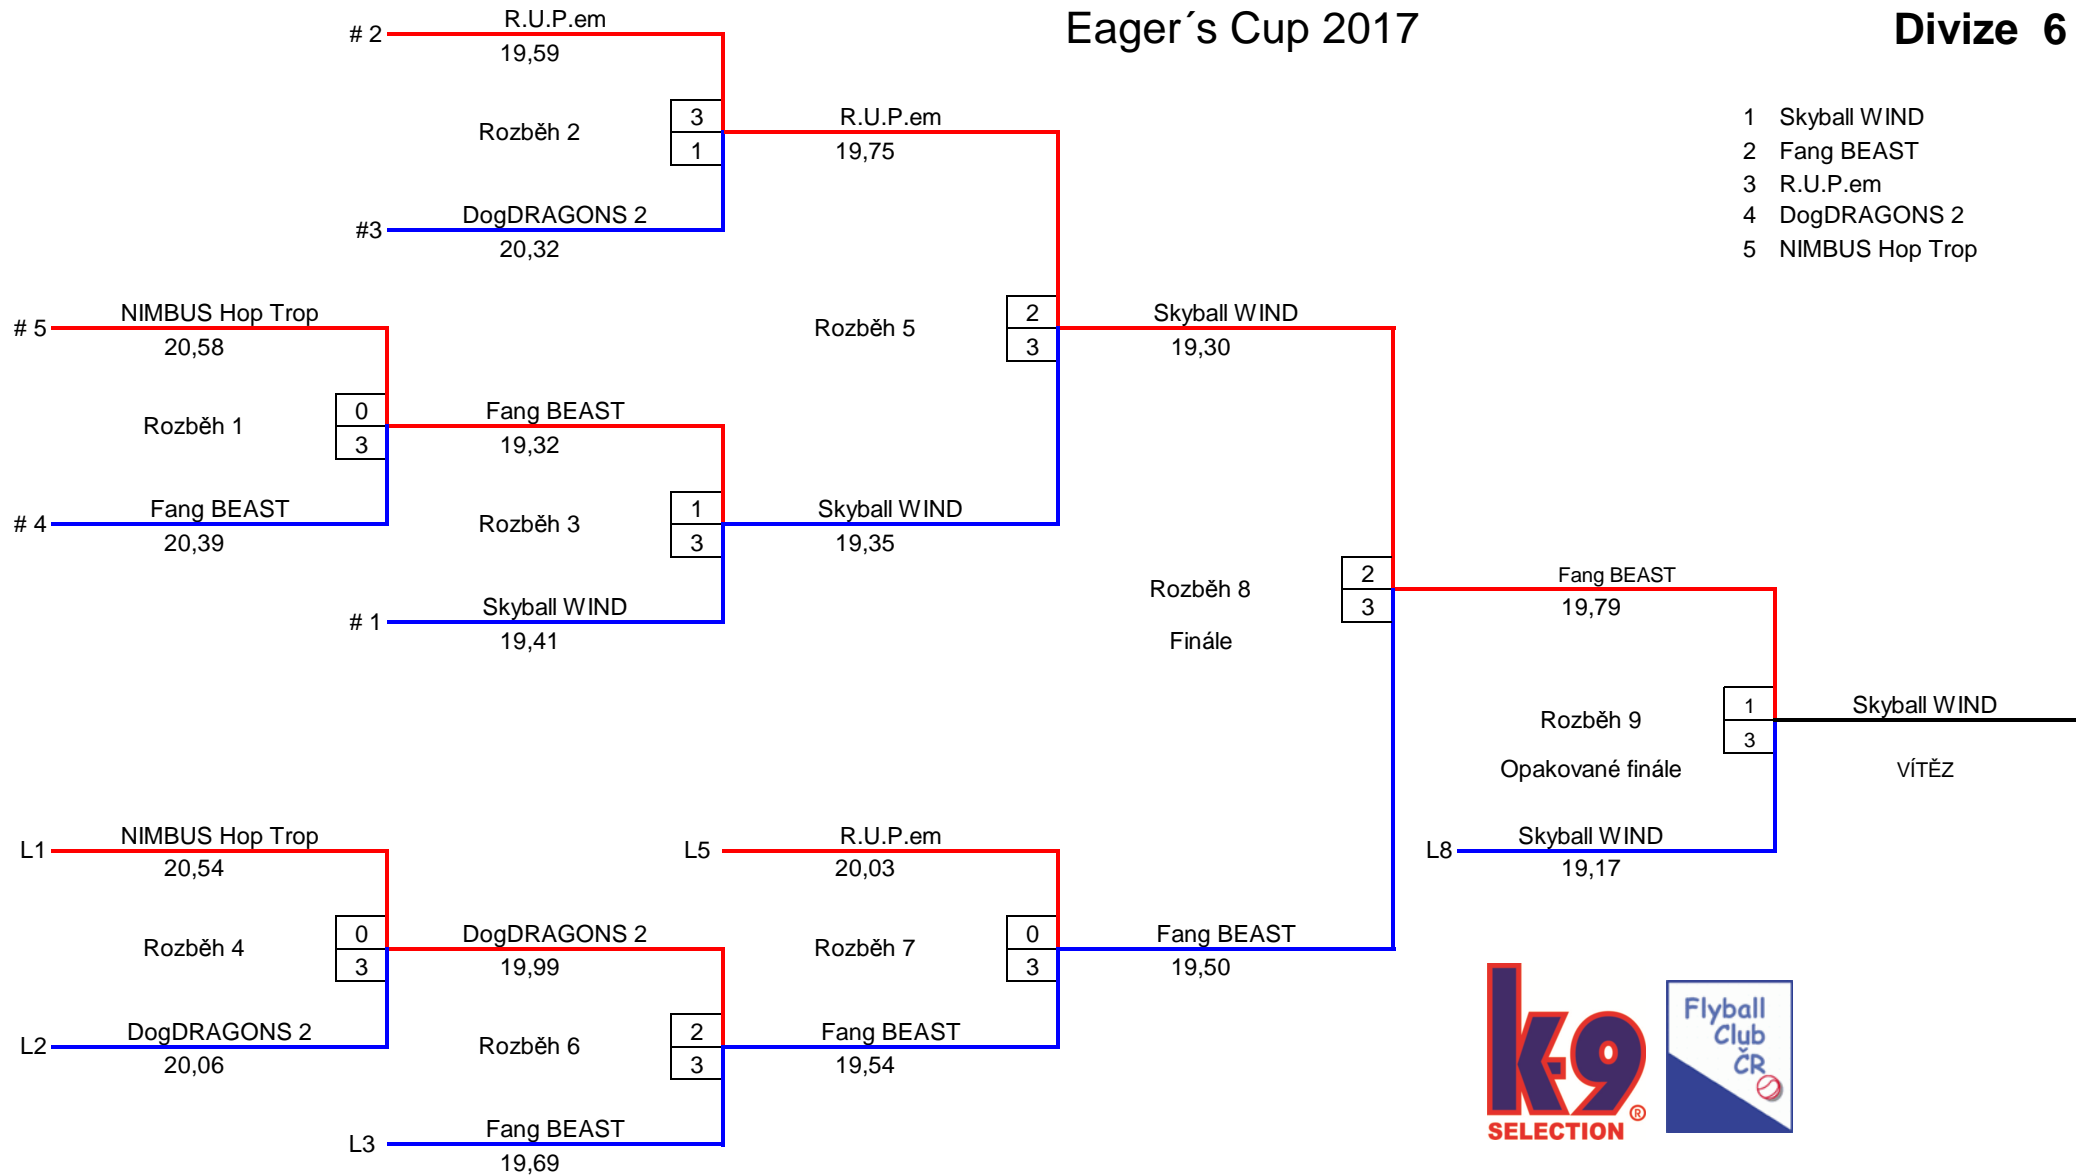 Eager´s Cup 2017
Divize 6
# 2
R.U.P.em
19,59
Rozběh 2
3
1
R.U.P.em
19,75
#3
DogDRAGONS 2
20,32
1 Skyball WIND
2 Fang BEAST
3 R.U.P.em
4 DogDRAGONS 2
5 NIMBUS Hop Trop
# 5
NIMBUS Hop Trop
20,58
Rozběh 1
0
3
Fang BEAST
19,32
# 4
Fang BEAST
20,39
Rozběh 3
1
3
Skyball WIND
19,35
# 1
Skyball WIND
19,41
Rozběh 5
2
3
Skyball WIND
19,30
Rozběh 8
Finále
2
3
Fang BEAST
19,79
Rozběh 9
Opakované finále
1
3
Skyball WIND
VÍTĚZ
L8
Skyball WIND
19,17
L1
NIMBUS Hop Trop
20,54
Rozběh 4
0
3
DogDRAGONS 2
19,99
L2
DogDRAGONS 2
20,06
Rozběh 6
2
3
Fang BEAST
19,54
L3
Fang BEAST
19,69
L5
R.U.P.em
20,03
Rozběh 7
0
3
Fang BEAST
19,50
k-9
®
SELECTION
Flyball
Club
ČR